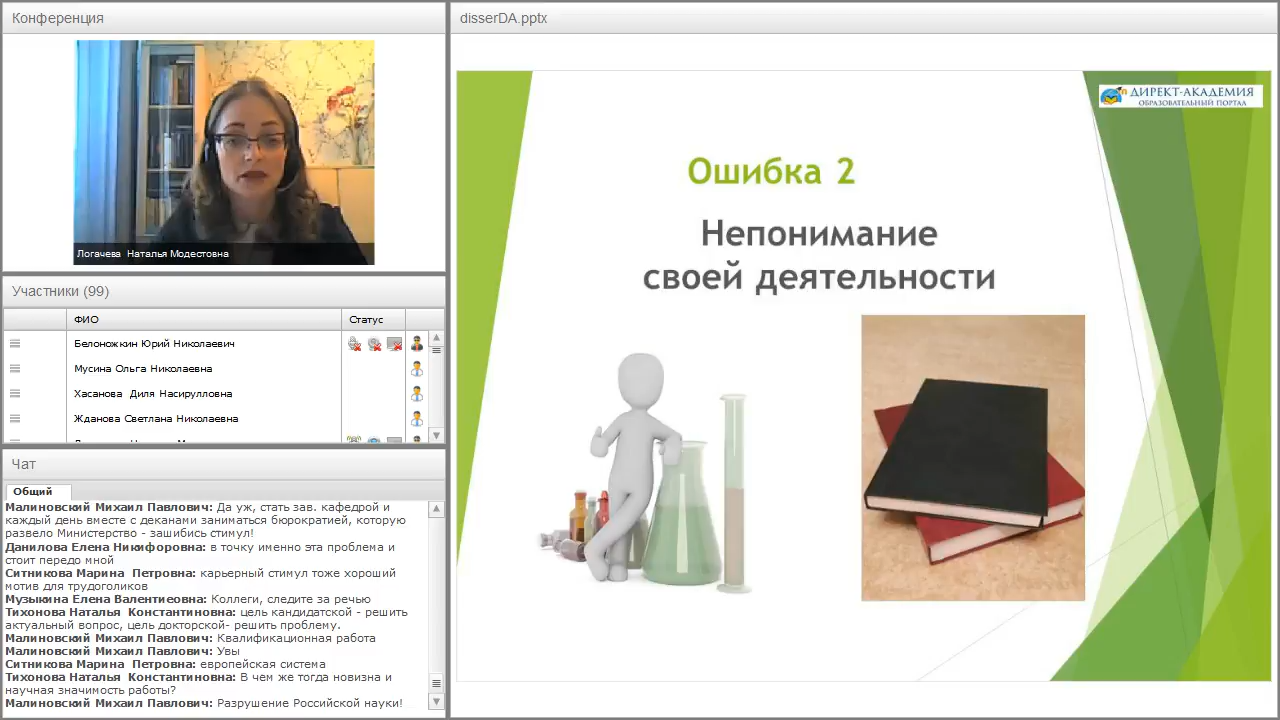 Конференция
Логачева Наталья Модестовна
Участники (99)
ФИО
Статус
Белоножкин Юрий Николаевич
Мусина Ольга Николаевна
Хасанова Диля Насирулловна
Жданова Светлана Николаевна
Чат
Общий
Малиновский Михаил Павлович: Да уж, стать зав. кафедрой и
каждый день вместе с деканами заниматься бюрократией, которую
развело Министерство - зашибись стимул!
Данилова Елена Никифоровна: в точку именно эта проблема и
стоит передо мной
Ситникова Марина Петровна: карьерный стимул тоже хороший
мотив для трудоголиков
Музыкина Елена Валентиеовна: Коллеги, следите за речью
Тихонова Наталья Константиновна: цель кандидатской - решить
актуальный вопрос, цель докторской- решить проблему.
Малиновский Михаил Павлович: Квалификационная работа
Малиновский Михаил Павлович: Увы
Ситникова Марина Петровна: европейская система
Тихонова Наталья Константиновна: В чем же тогда новизна и
научная значимость работы?
Малиновский Михаил Павлович: Разрушение Российской науки!
disserDA.pptx
ДИРЕКТ-АКАДЕМИЯ
ОБРАЗОВАТЕЛЬНЫЙ ПОРТАЛ
Ошибка 2
Непонимание
своей деятельности